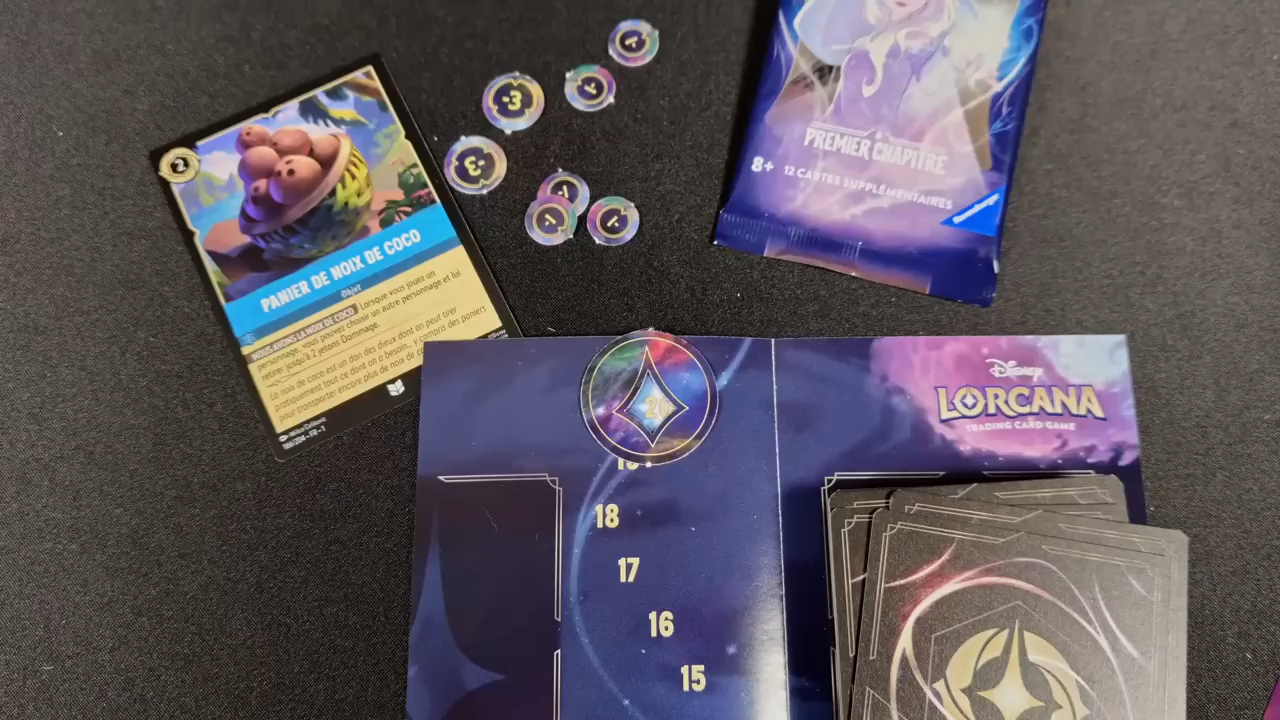 2
PANIER DE NOIX DE COCO
Objet
NOUS AVONS LA NOIX DE COCO Lorsque vous jouez un
personnage, vous pouvez choisir un autre personnage et lui
retirer jusqu'à 2 jetons Dommage.
La noix de coco est un don des dieux dont on peut tirer
pratiquement tout ce dont on a besoin... y compris des paniers
pour transporter encore plus de noix de
166/204 • FR • 1
-3
-3
PREMIER CHAPITRE
8+ 12 CARTES SUPPLÉMENTAIRES
Ravensburger
20
18
17
16
15
Disney
LORCANA
TRADING CARD GAME